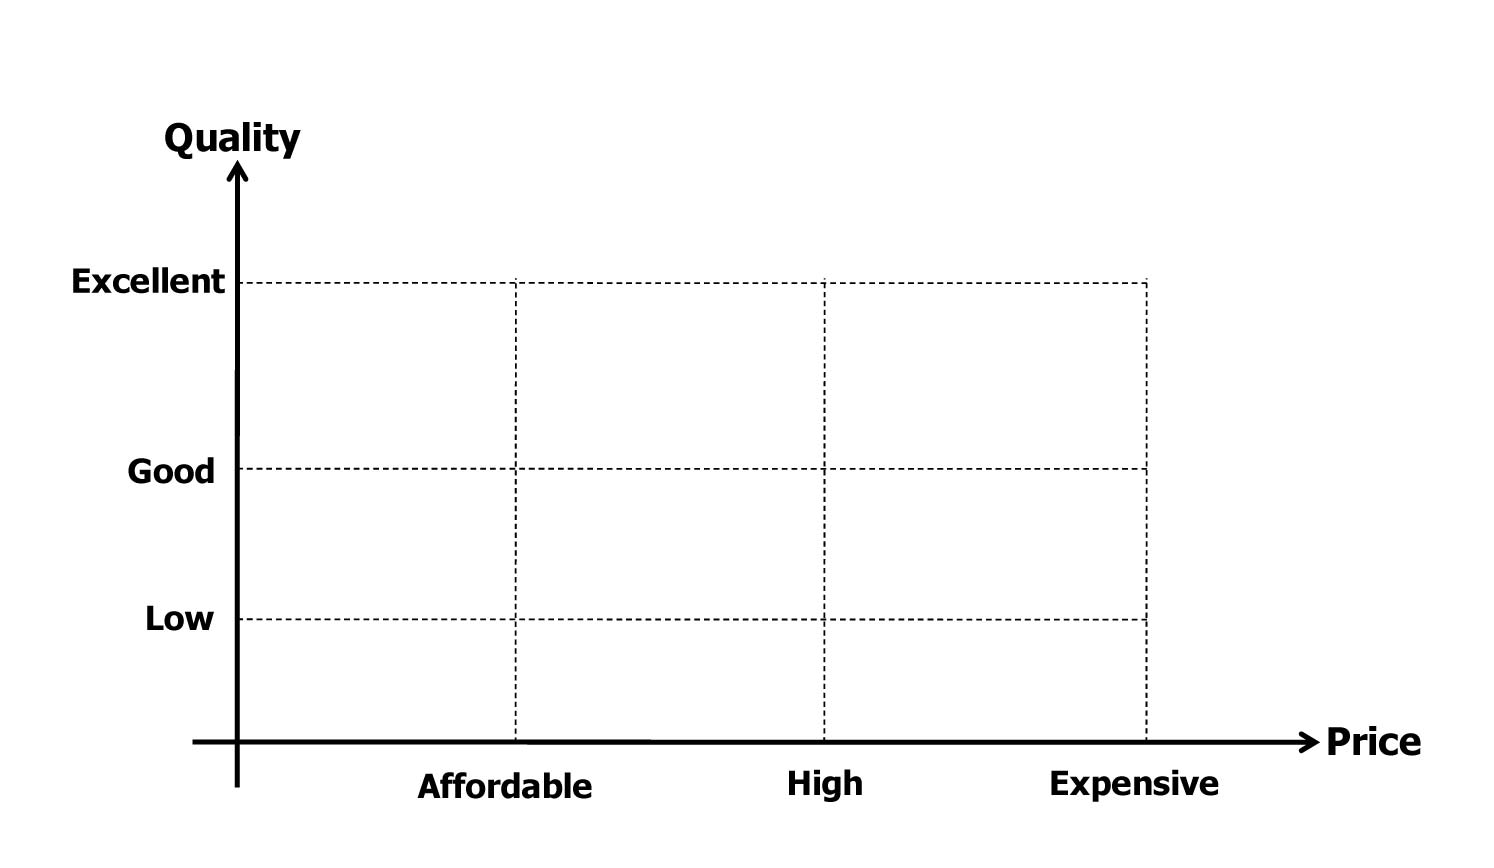 Quality
Excellent
Good
Low
Price
Affordable
High
Expensive